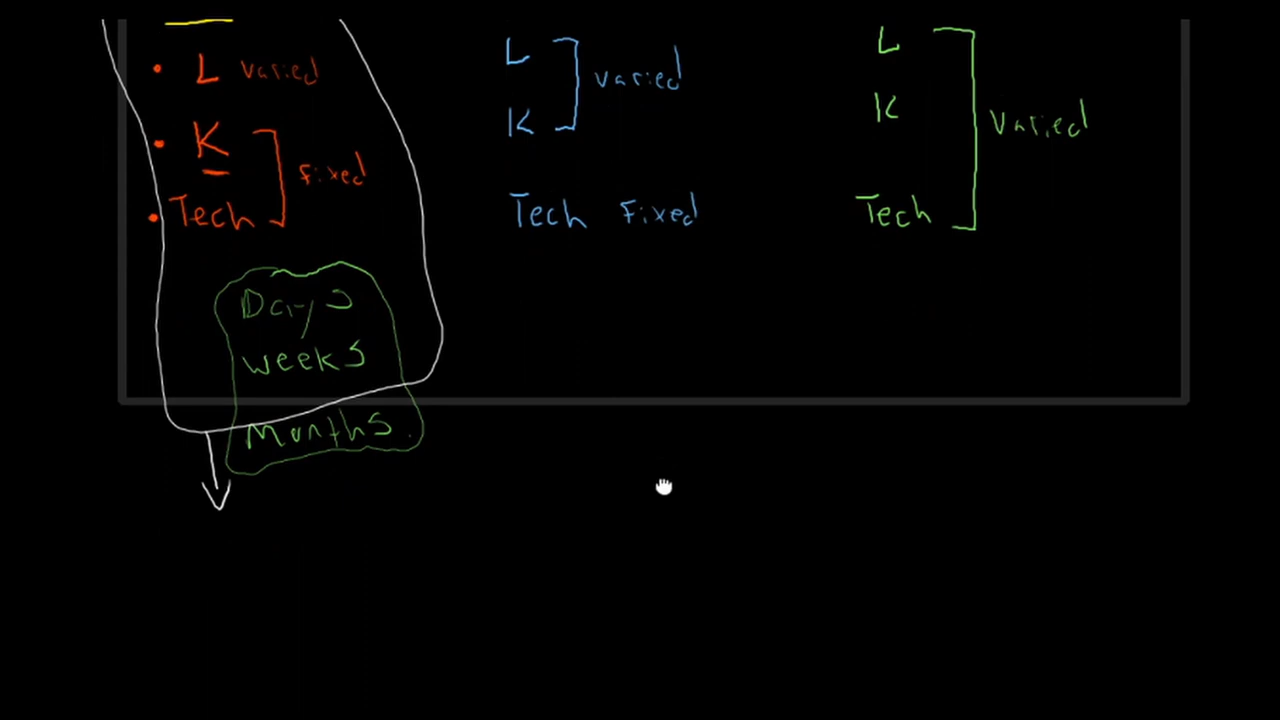 L varied
K
fixed
Tech
Days
weeks
Months
L
K
varied
Tech Fixed
L
K
Varied
Tech